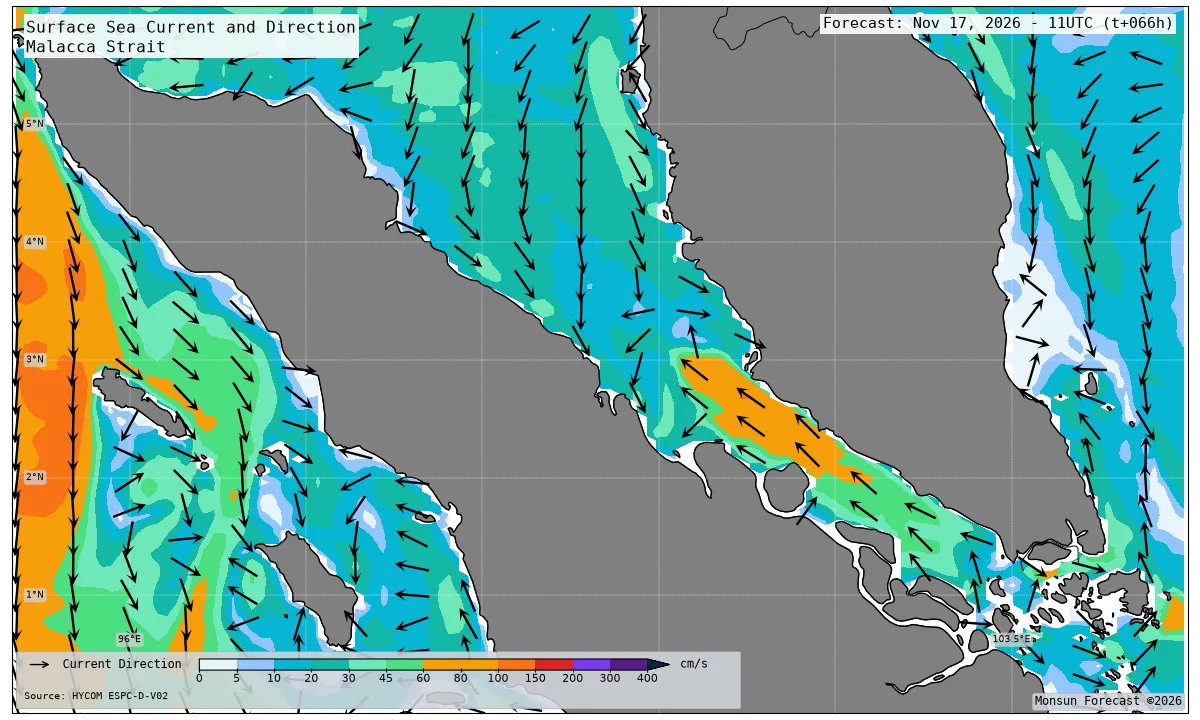 Surface Sea Current and Direction
Malacca Strait
Forecast: Nov 17, 2026 - 11UTC (t+066h)
5°N
4°N
3°N
2°N
1°N
96°E
103.5°E
Current Direction
0 5 10 20 30 45 60 80 100 150 200 300 400
cm/s
Source: HYCOM ESPC-D-V02
Monsun Forecast ©2026